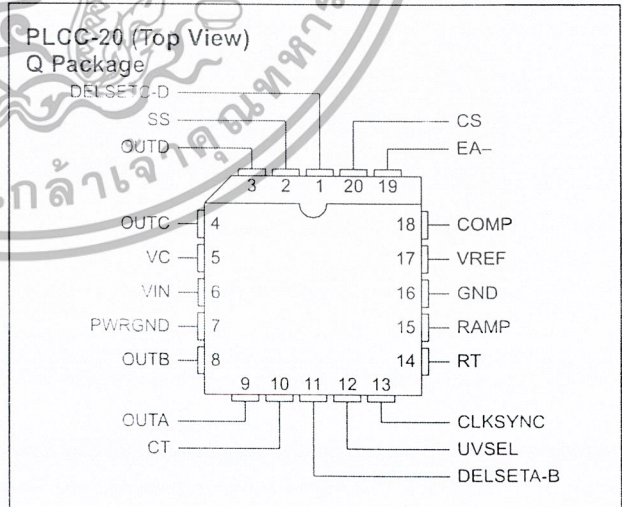 PLCC-20 (Top View)
Q Package
DELSETC-D
SS
OUTD
CS
EA–
3 2 1 20 19
OUTC 4
VC 5
VIN 6
PWRGND 7
OUTB 8
18 COMP
17 VREF
16 GND
15 RAMP
14 RT
9 10 11 12 13
OUTA
CT
CLKSYNC
UVSEL
DELSETA-B